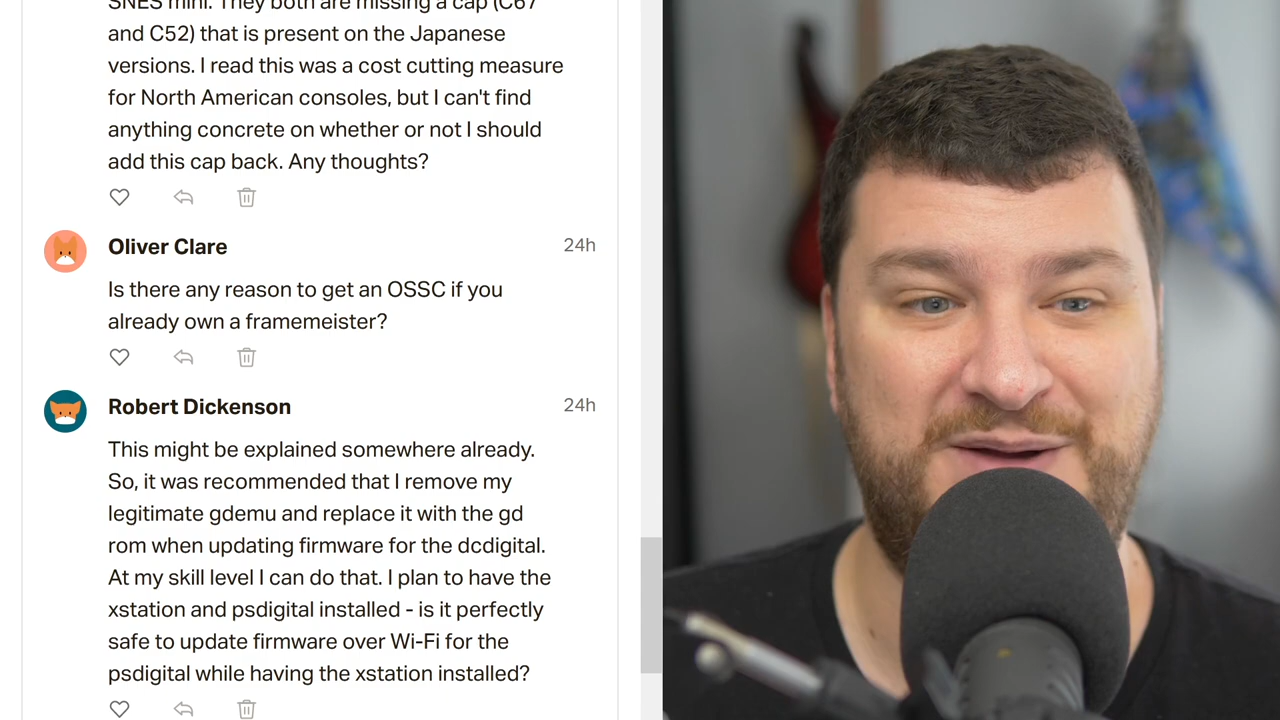 SNES mini. They both are missing a cap (C67
and C52) that is present on the Japanese
versions. I read this was a cost cutting measure
for North American consoles, but I can't find
anything concrete on whether or not I should
add this cap back. Any thoughts?
Oliver Clare
24h
Is there any reason to get an OSSC if you
already own a framemeister?
Robert Dickenson
24h
This might be explained somewhere already.
So, it was recommended that I remove my
legitimate gdemu and replace it with the gd
rom when updating firmware for the dcdigital.
At my skill level I can do that. I plan to have the
xstation and psdigital installed - is it perfectly
safe to update firmware over Wi-Fi for the
psdigital while having the xstation installed?